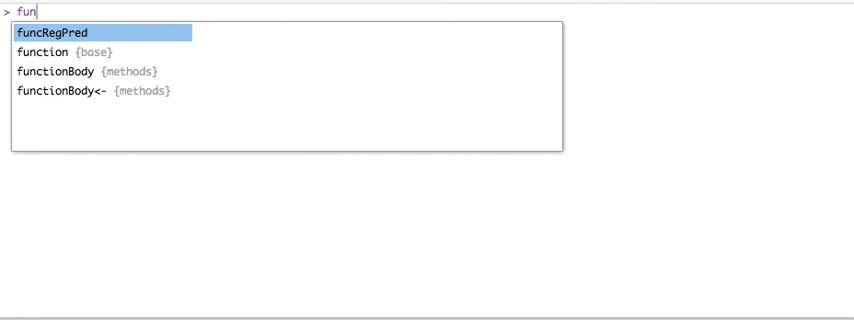 > fun
funcRegPred
function {base}
functionBody {methods}
functionBody<- {methods}